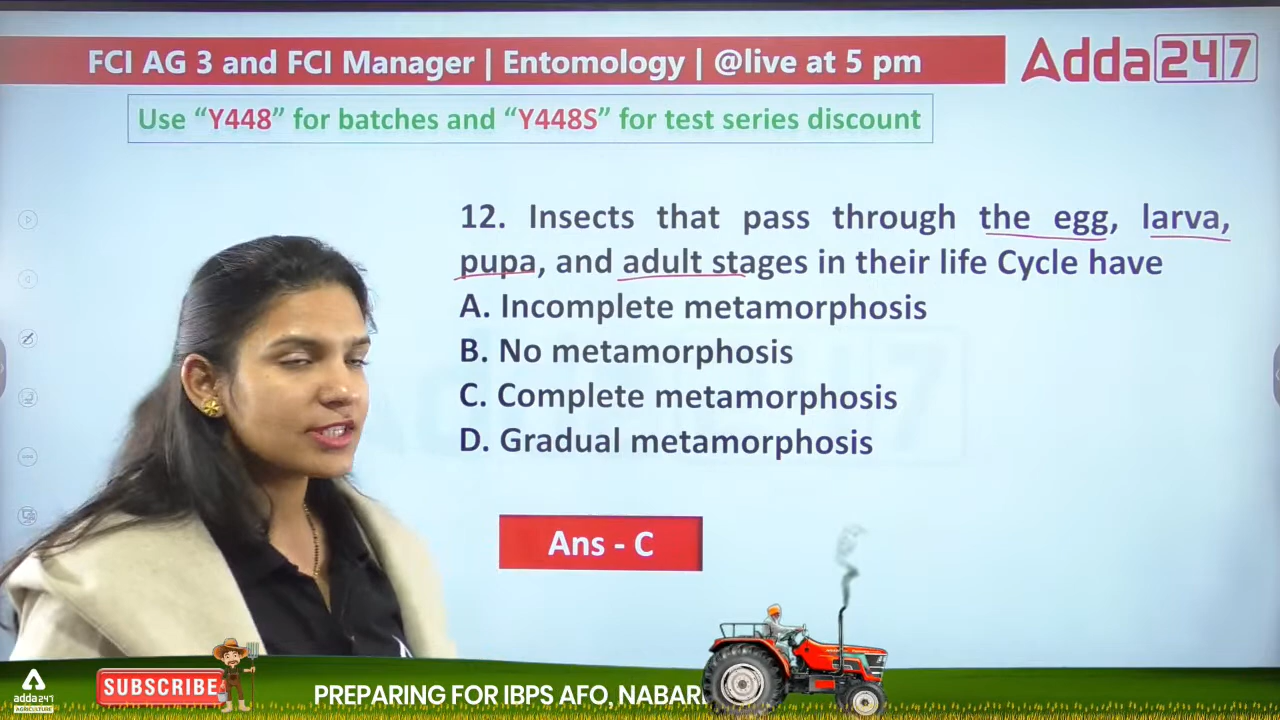 FCI AG 3 and FCI Manager | Entomology | @live at 5 pm
Adda247
Use “Y448” for batches and “Y448S” for test series discount
12. Insects that pass through the egg, larva,
pupa, and adult stages in their life Cycle have
A. Incomplete metamorphosis
B. No metamorphosis
C. Complete metamorphosis
D. Gradual metamorphosis
Ans - C
adda247
AGRICULTURE
SUBSCRIBE
PREPARING FOR IBPS AFO, NABAR